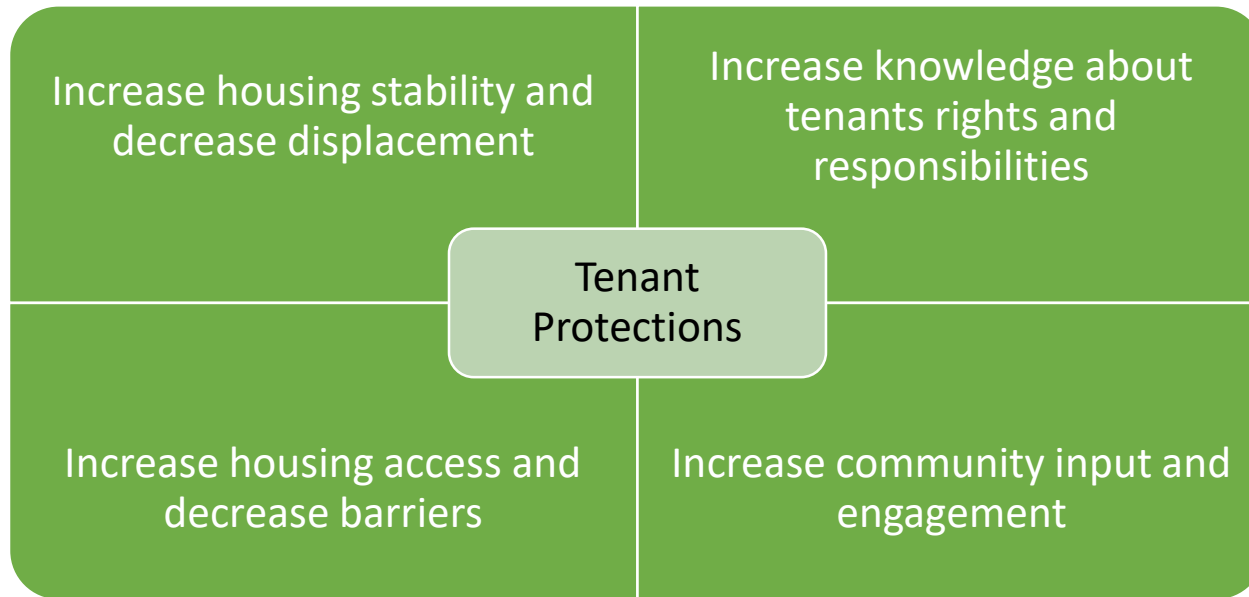 Increase housing stability and
decrease displacement
Increase knowledge about
tenants rights and
responsibilities
Tenant
Protections
Increase housing access and
decrease barriers
Increase community input and
engagement